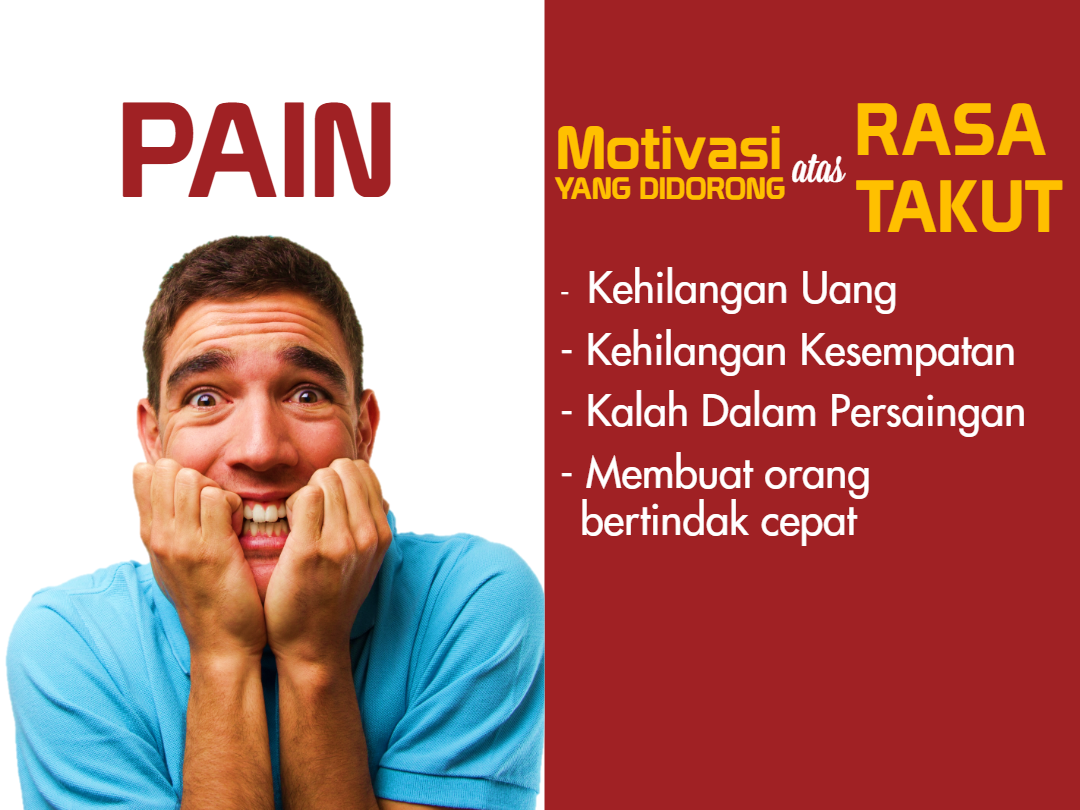 PAIN
Motivasi
YANG DIDORONG
atas
RASA
TAKUT
- Kehilangan Uang
- Kehilangan Kesempatan
- Kalah Dalam Persaingan
- Membuat orang
bertindak cepat